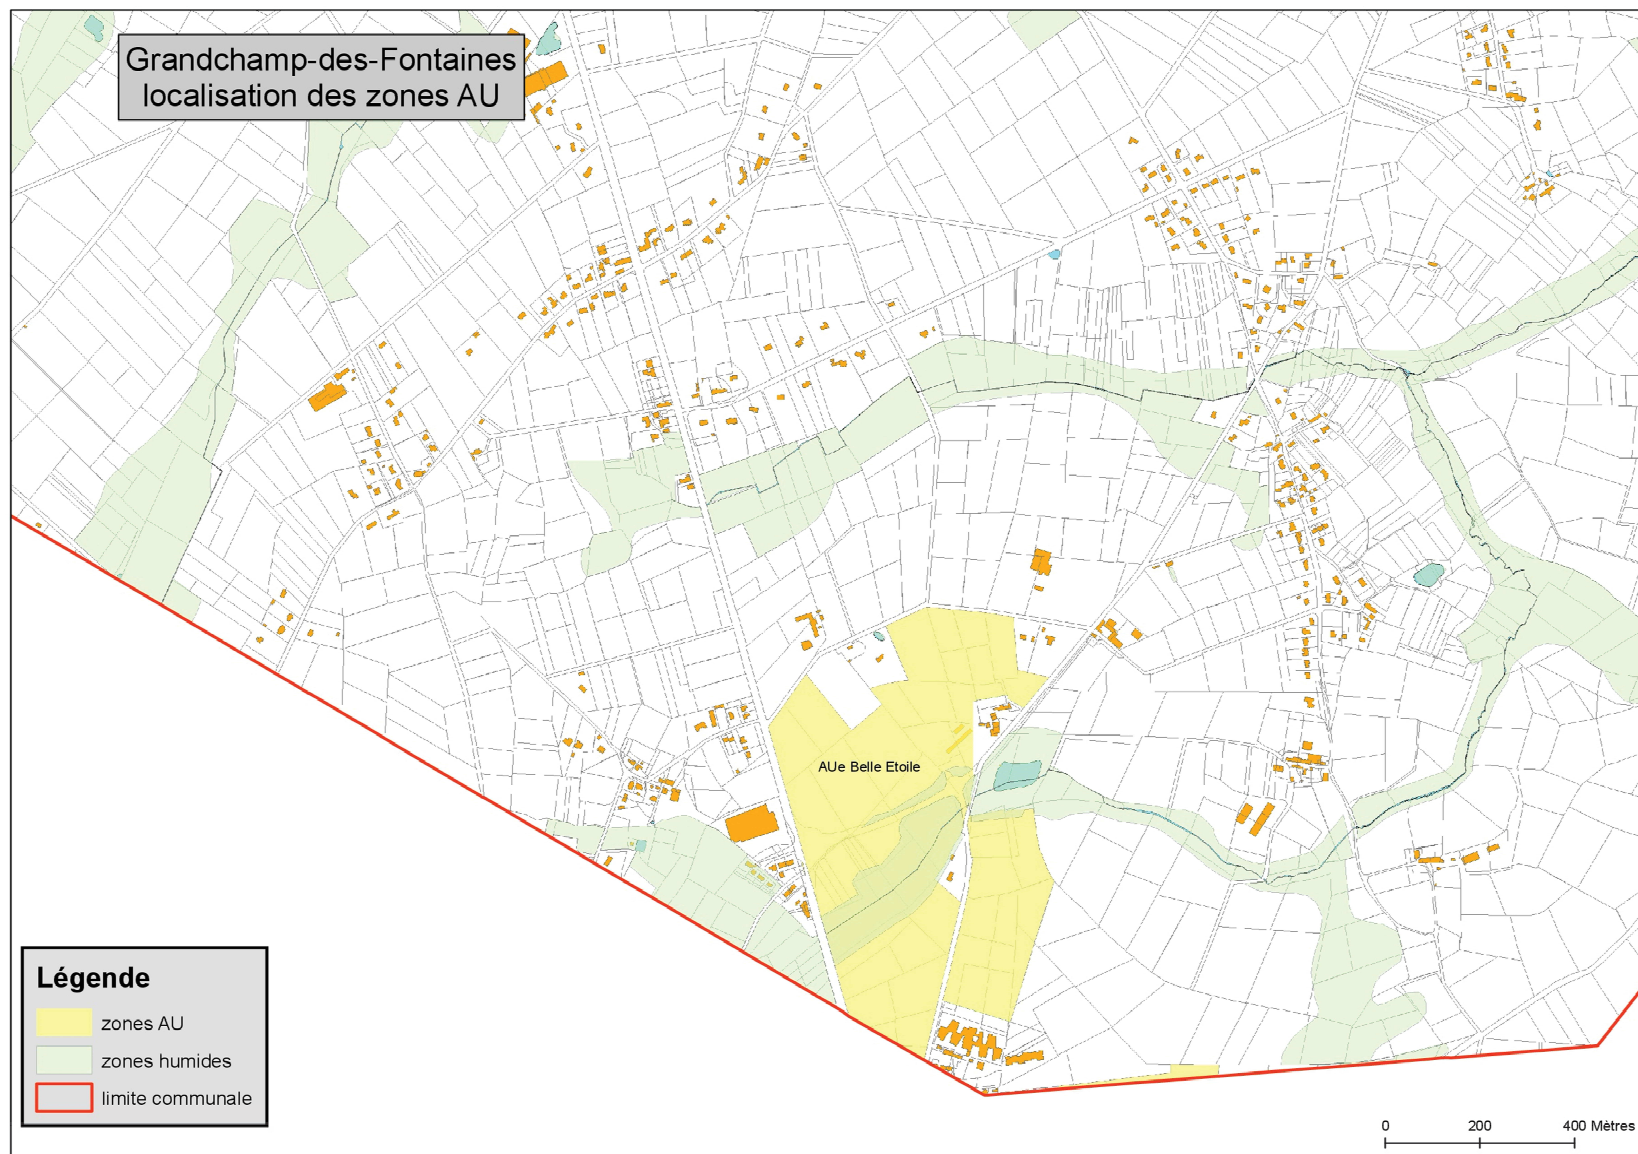 Grandchamp-des-Fontaines
localisation des zones AU
AUe Belle Etoile
Légende
zones AU
zones humides
limite communale
0 200 400 Mètres